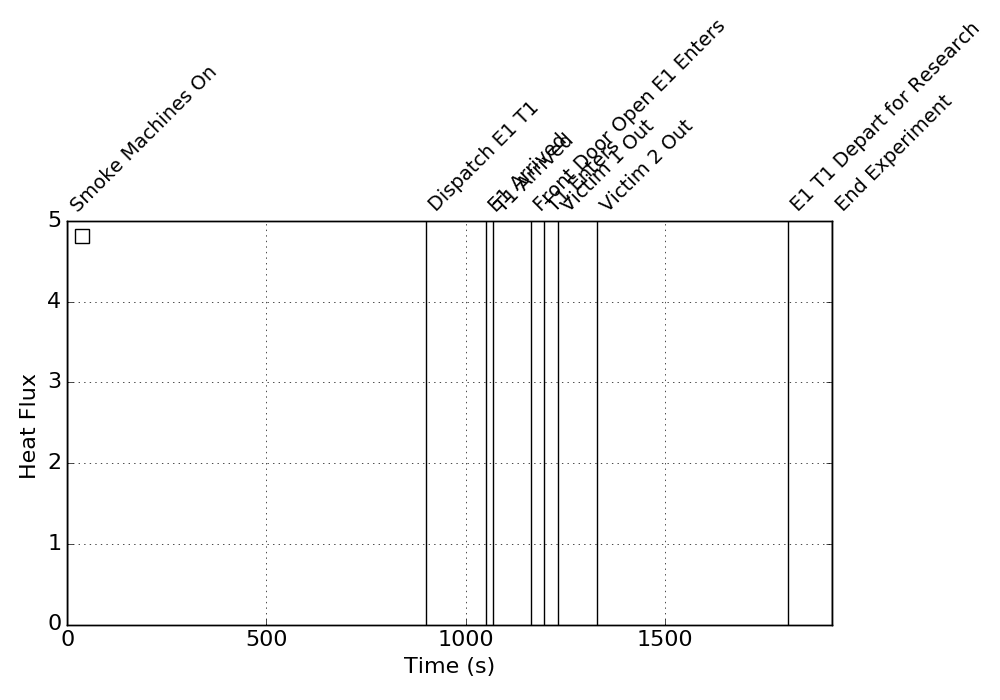 Smoke Machines On
Dispatch E1 T1
E1 Arrived
T1 Arrived
Front Door Open E1 Enters
T1 Enters
Victim 1 Out
Victim 2 Out
E1 T1 Depart for Research
End Experiment
5
4
3
2
1
0
Heat Flux
0 500 1000 1500
Time (s)